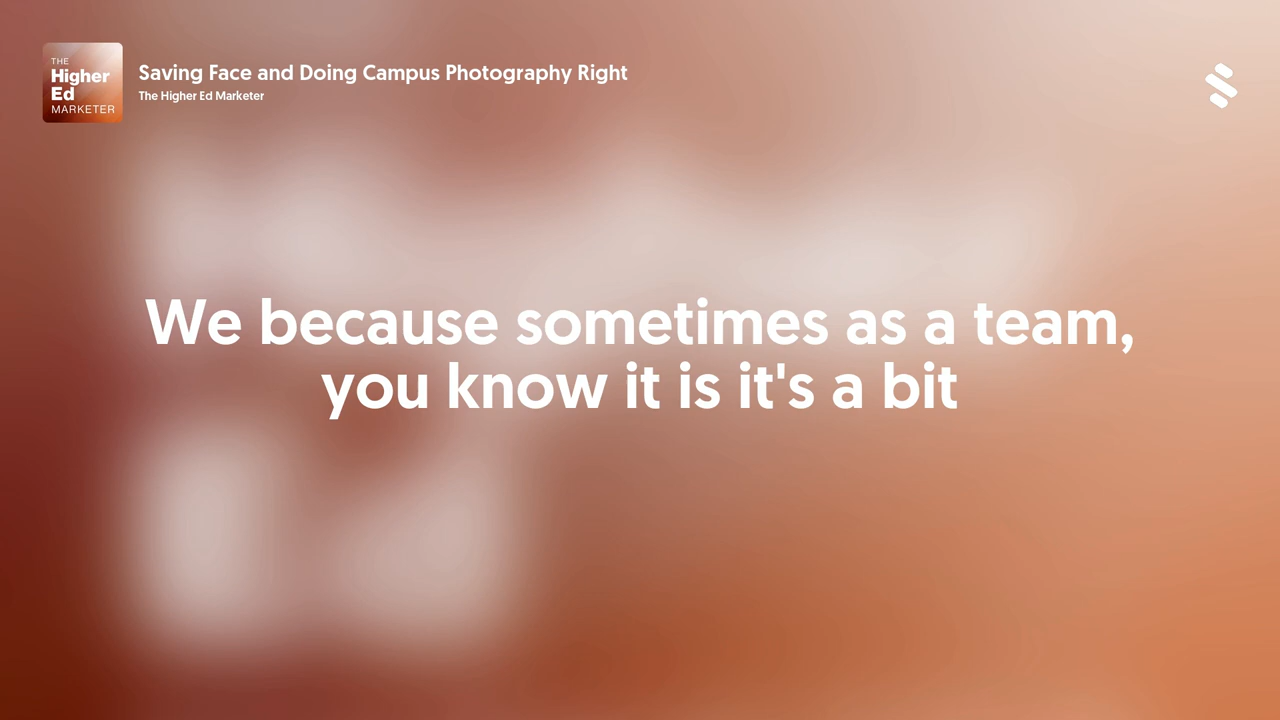 THE
Higher
Ed
MARKETER
Saving Face and Doing Campus Photography Right
The Higher Ed Marketer
We because sometimes as a team,
you know it is it's a bit